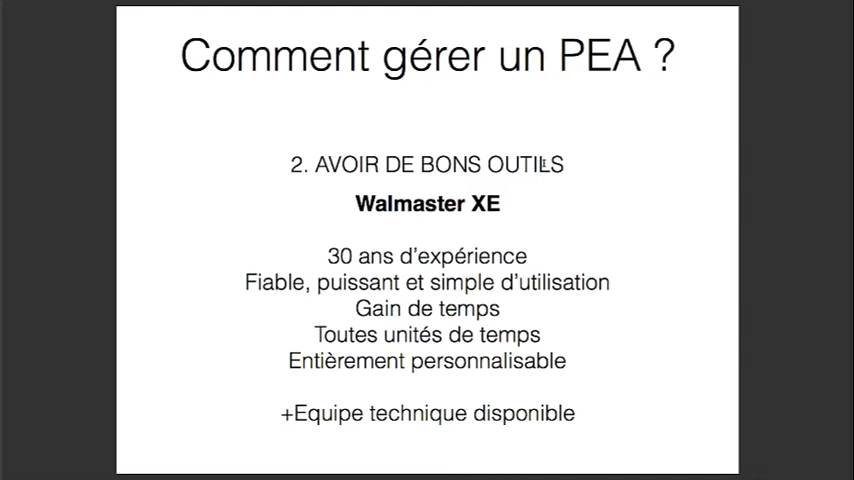 Comment gérer un PEA ?
2. AVOIR DE BONS OUTILS
Walmaster XE
30 ans d'expérience
Fiable, puissant et simple d'utilisation
Gain de temps
Toutes unités de temps
Entièrement personnalisable
+Equipe technique disponible